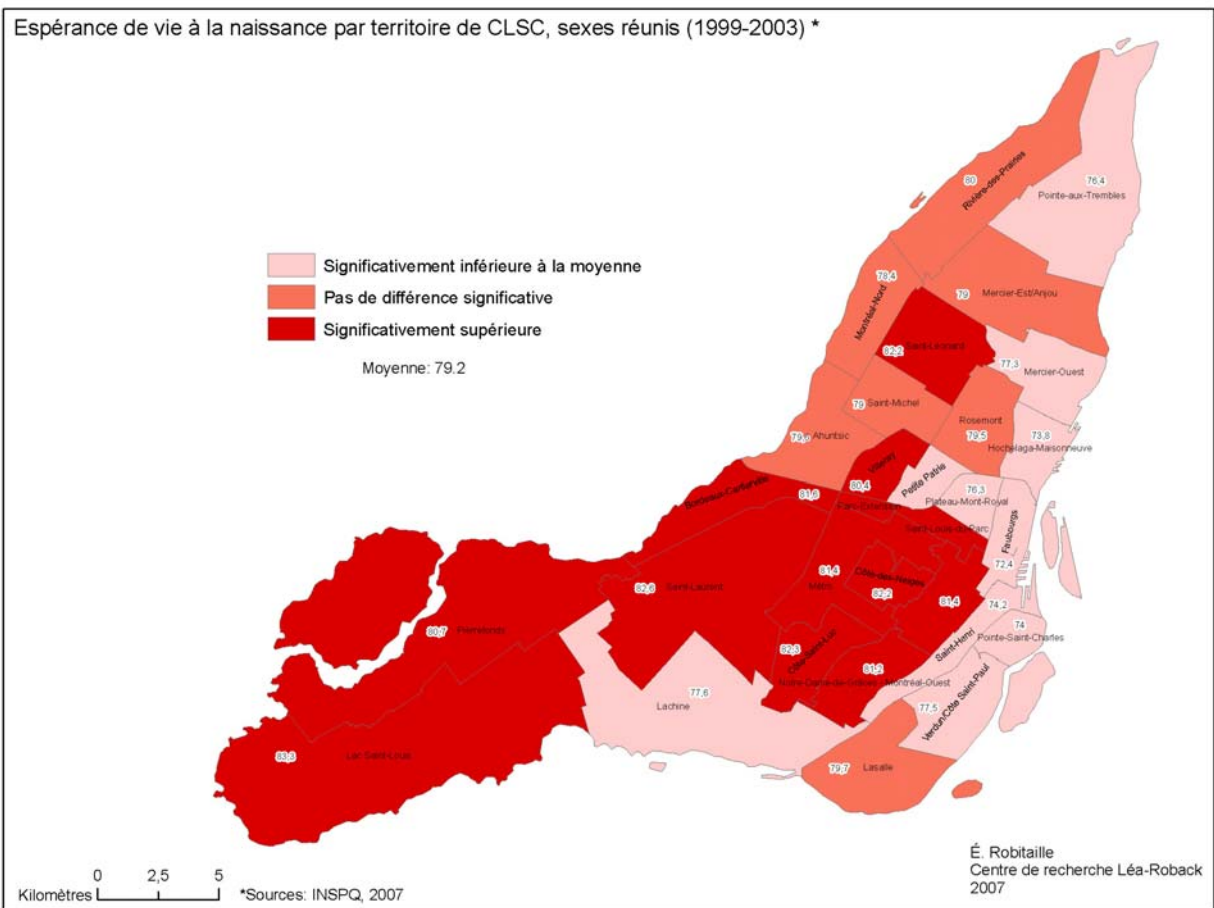 Espérance de vie à la naissance par territoire de CLSC, sexes réunis (1999-2003) *
Significativement inférieure à la moyenne
Pas de différence significative
Significativement supérieure
Moyenne: 79.2
80
Rivière-des-Prairies
76,4
Pointe-aux-Trembles
78,4
Montréal-Nord
79
Mercier-Est/Anjou
82,2
Saint-Léonard
77,3
Mercier-Ouest
79
Saint-Michel
Rosemont
79,5
73,8
Hochelaga-Maisonneuve
Ahuntsic
Villeray
80,4
Petite Patrie
76,3
Plateau-Mont-Royal
Faubourgs
72,4
Bordeaux-Cartierville
Parc-Extension
Saint-Louis-du-Parc
81,4
Métro
Côte-des-Neiges
82,2
81,4
82,6
Saint-Laurent
80,7
Pierrefonds
82,3
Côte-Saint-Luc
81,2
Notre-Dame-de-Grâces - Montréal-Ouest
74,2
Saint-Henri
74
Pointe-Saint-Charles
77,5
Verdun/Côte Saint-Paul
77,6
Lachine
79,7
Lasalle
83,3
Lac-Saint-Louis
Kilomètres
0 2,5 5
*Sources: INSPQ, 2007
É. Robitaille
Centre de recherche Léa-Roback
2007